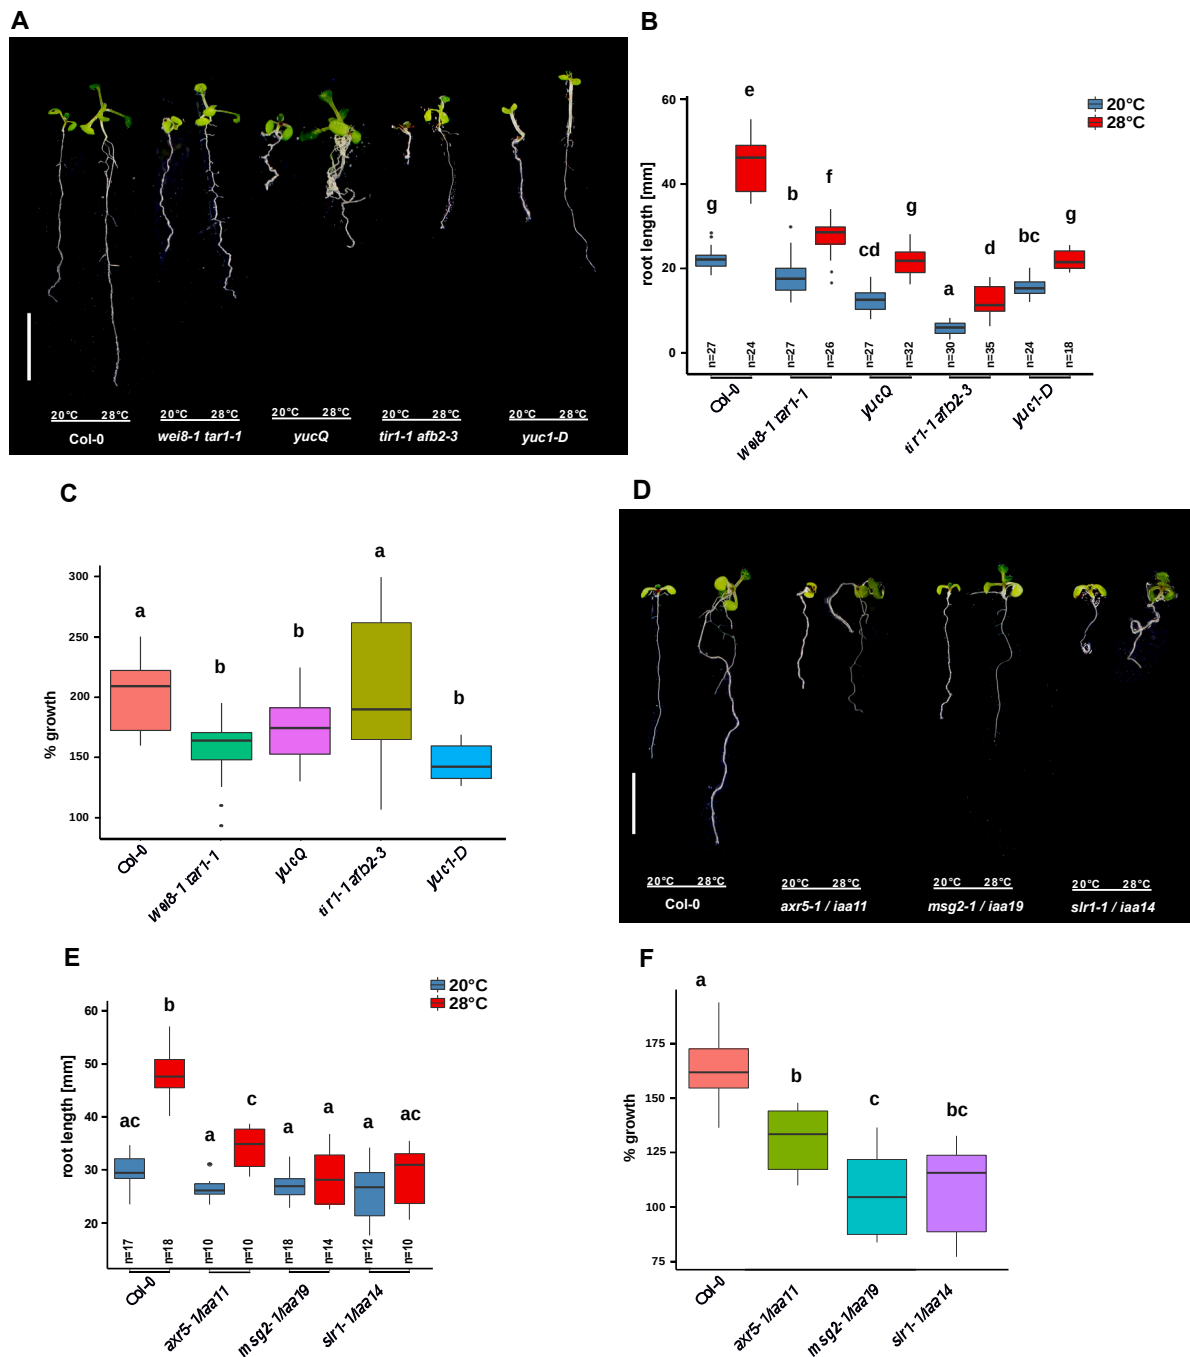 A
20°C 28°C 20°C 28°C 20°C 28°C 20°C 28°C 20°C 28°C
Col-0 wei8-1 tar1-1 yucQ tir1-1 afb2-3 yuc1-D
B
20°C
28°C
root length [mm]
60
40
20
0
g e b f cd g a d bc g
n=27 n=24 n=27 n=26 n=27 n=32 n=30 n=35 n=24 n=18
Col-0 wei8-1 tar1-1 yucQ tir1-1 afb2-3 yuc1-D
C
% growth
300
250
200
150
100
a b b a b
Col-0 wei8-1 tar1-1 yucQ tir1-1 afb2-3 yuc1-D
D
20°C 28°C 20°C 28°C 20°C 28°C 20°C 28°C
Col-0 axr5-1 / iaa11 msg2-1 / iaa19 slr1-1 / iaa14
E
20°C
28°C
root length [mm]
60
50
40
30
20
ac b a c a a a ac
n=17 n=18 n=10 n=10 n=18 n=14 n=12 n=10
Col-0 axr5-1/iaa11 msg2-1/iaa19 slr1-1/iaa14
F
% growth
175
150
125
100
75
a b c bc
Col-0 axr5-1/iaa11 msg2-1/iaa19 slr1-1/iaa14